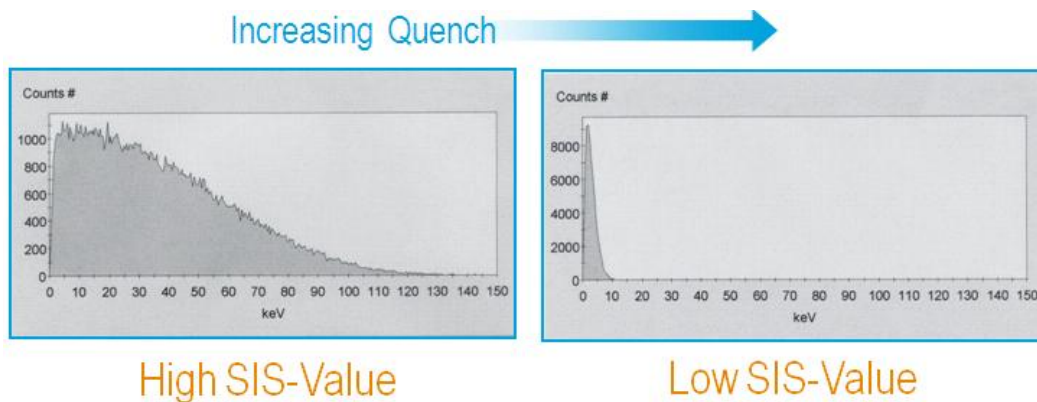 Increasing Quench
Counts #
1000
800
600
400
200
0
0 10 20 30 40 50 60 70 80 90 100 110 120 130 140 150
keV
High SIS-Value
Counts #
8000
6000
4000
2000
0
0 10 20 30 40 50 60 70 80 90 100 110 120 130 140 150
keV
Low SIS-Value